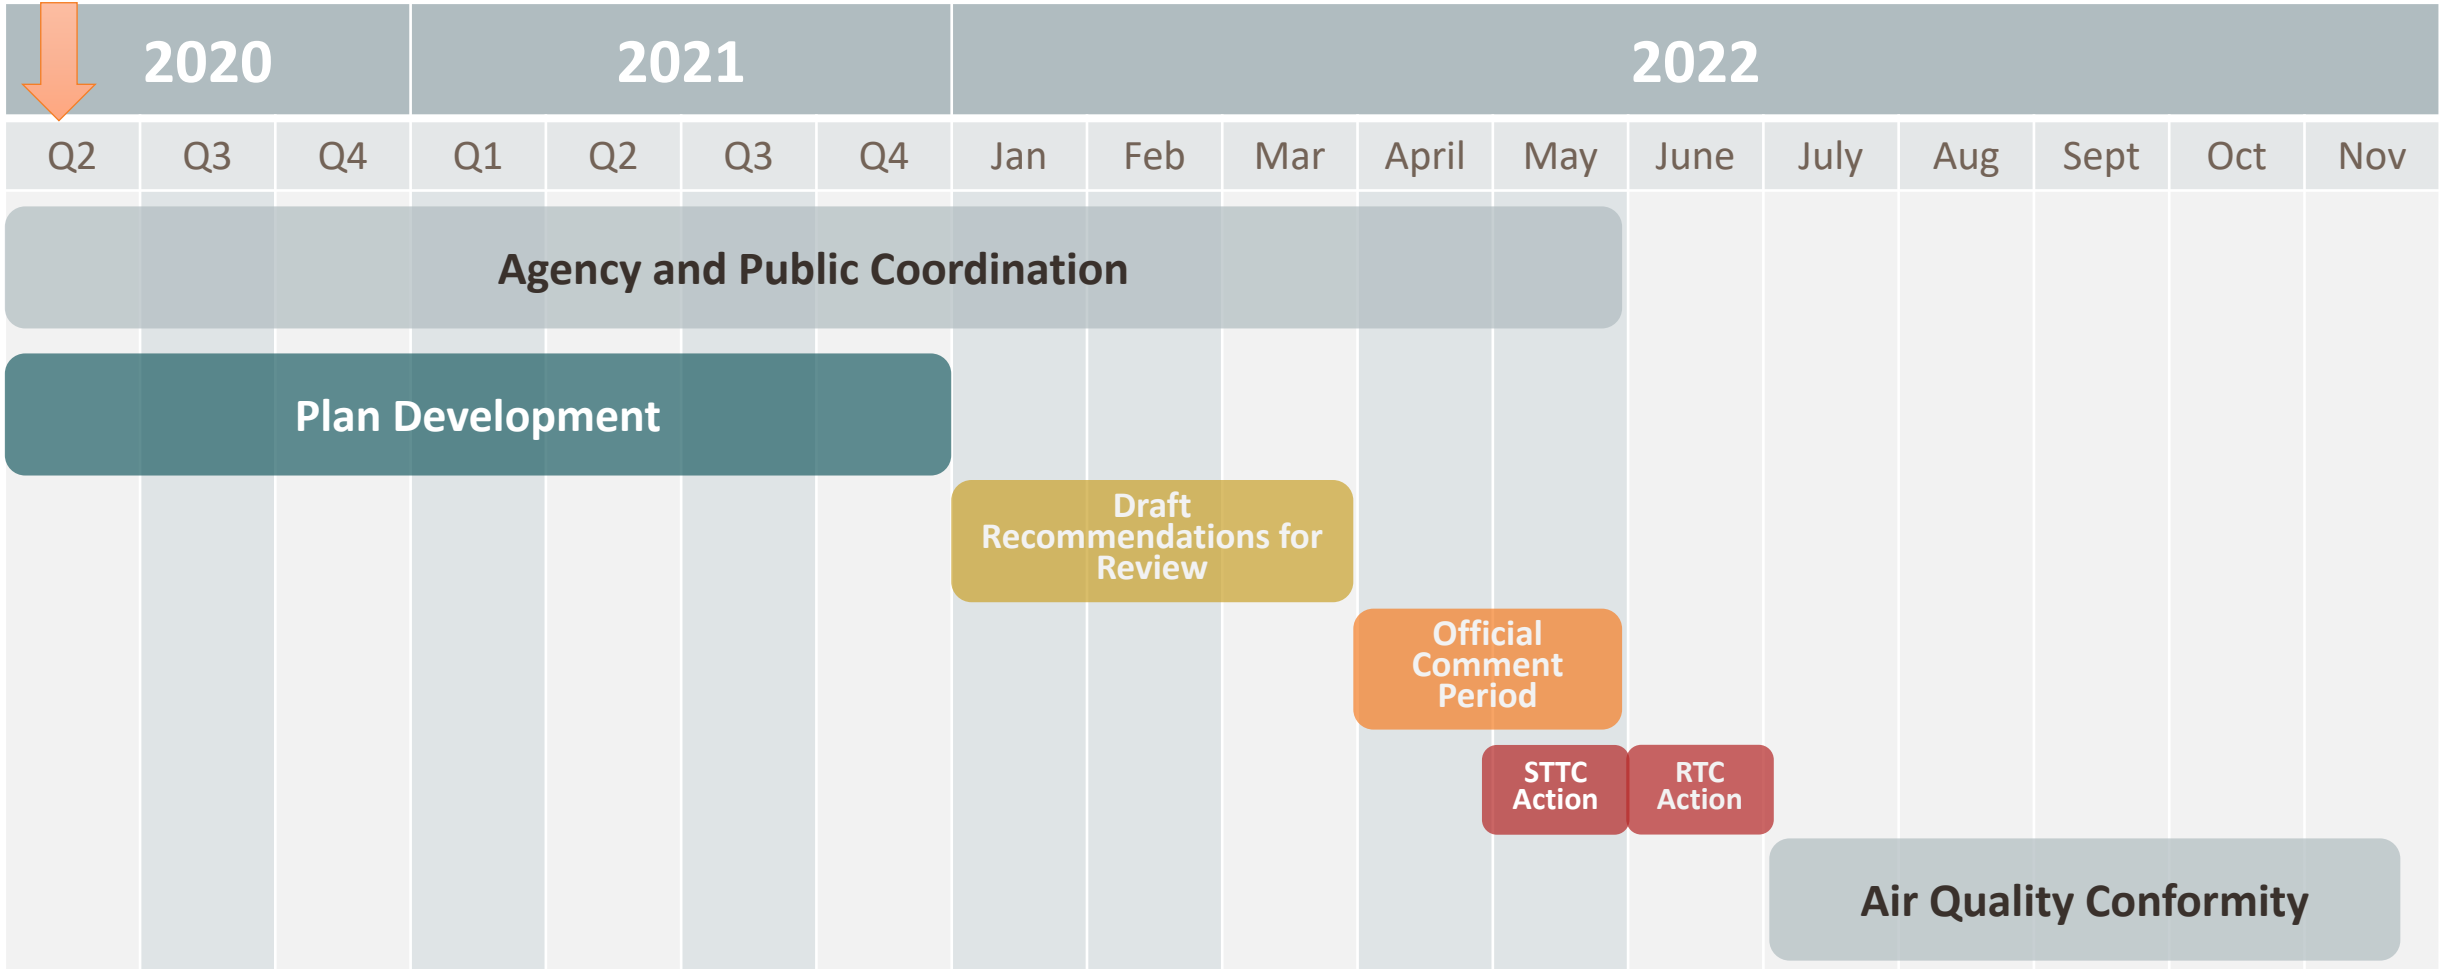 2020 2021 2022
Q2 Q3 Q4 Q1 Q2 Q3 Q4 Jan Feb Mar April May June July Aug Sept Oct Nov
Agency and Public Coordination
Plan Development
Draft
Recommendations for
Review
Official
Comment
Period
STTC
Action
RTC
Action
Air Quality Conformity